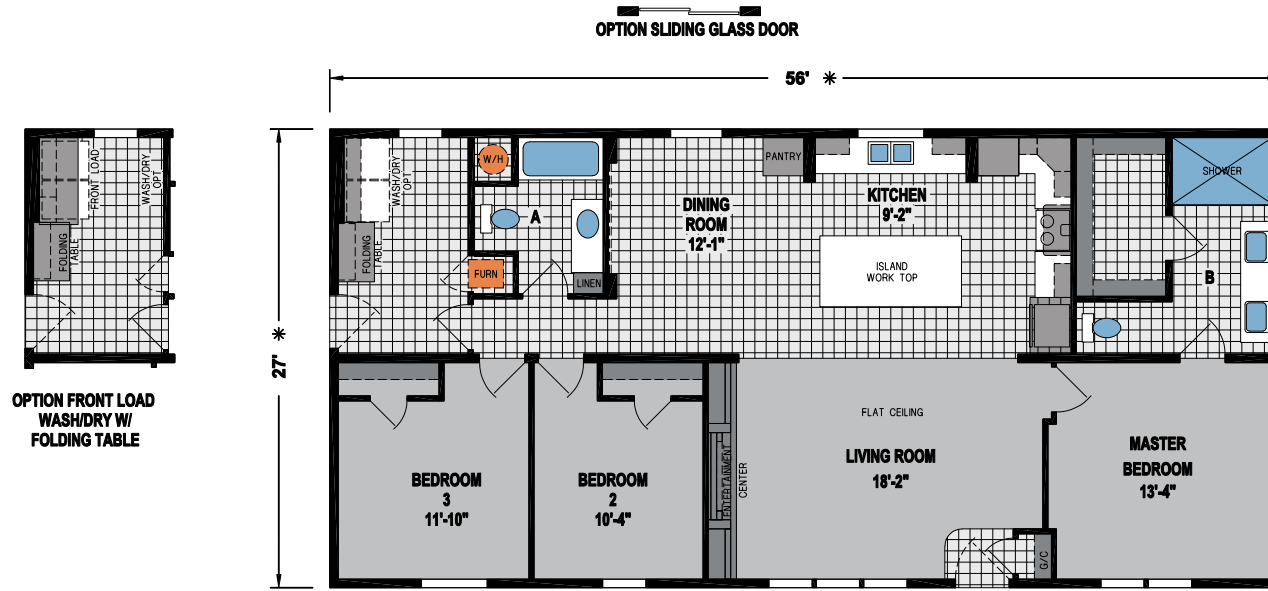 OPTION SLIDING GLASS DOOR
56' *
27' *
FRONT LOAD
WASH/DRY
OPT
FOLDING
TABLE
OPTION FRONT LOAD
WASH/DRY W/
FOLDING TABLE
WASH/DRY
OPT
FOLDING
TABLE
W/H
A
FURN
LINEN
DINING
ROOM
12'-1"
PANTRY
KITCHEN
9'-2"
ISLAND
WORK TOP
SHOWER
B
BEDROOM
3
11'-10"
BEDROOM
2
10'-4"
ENTERTAINMENT
CENTER
FLAT CEILING
LIVING ROOM
18'-2"
G/C
MASTER
BEDROOM
13'-4"